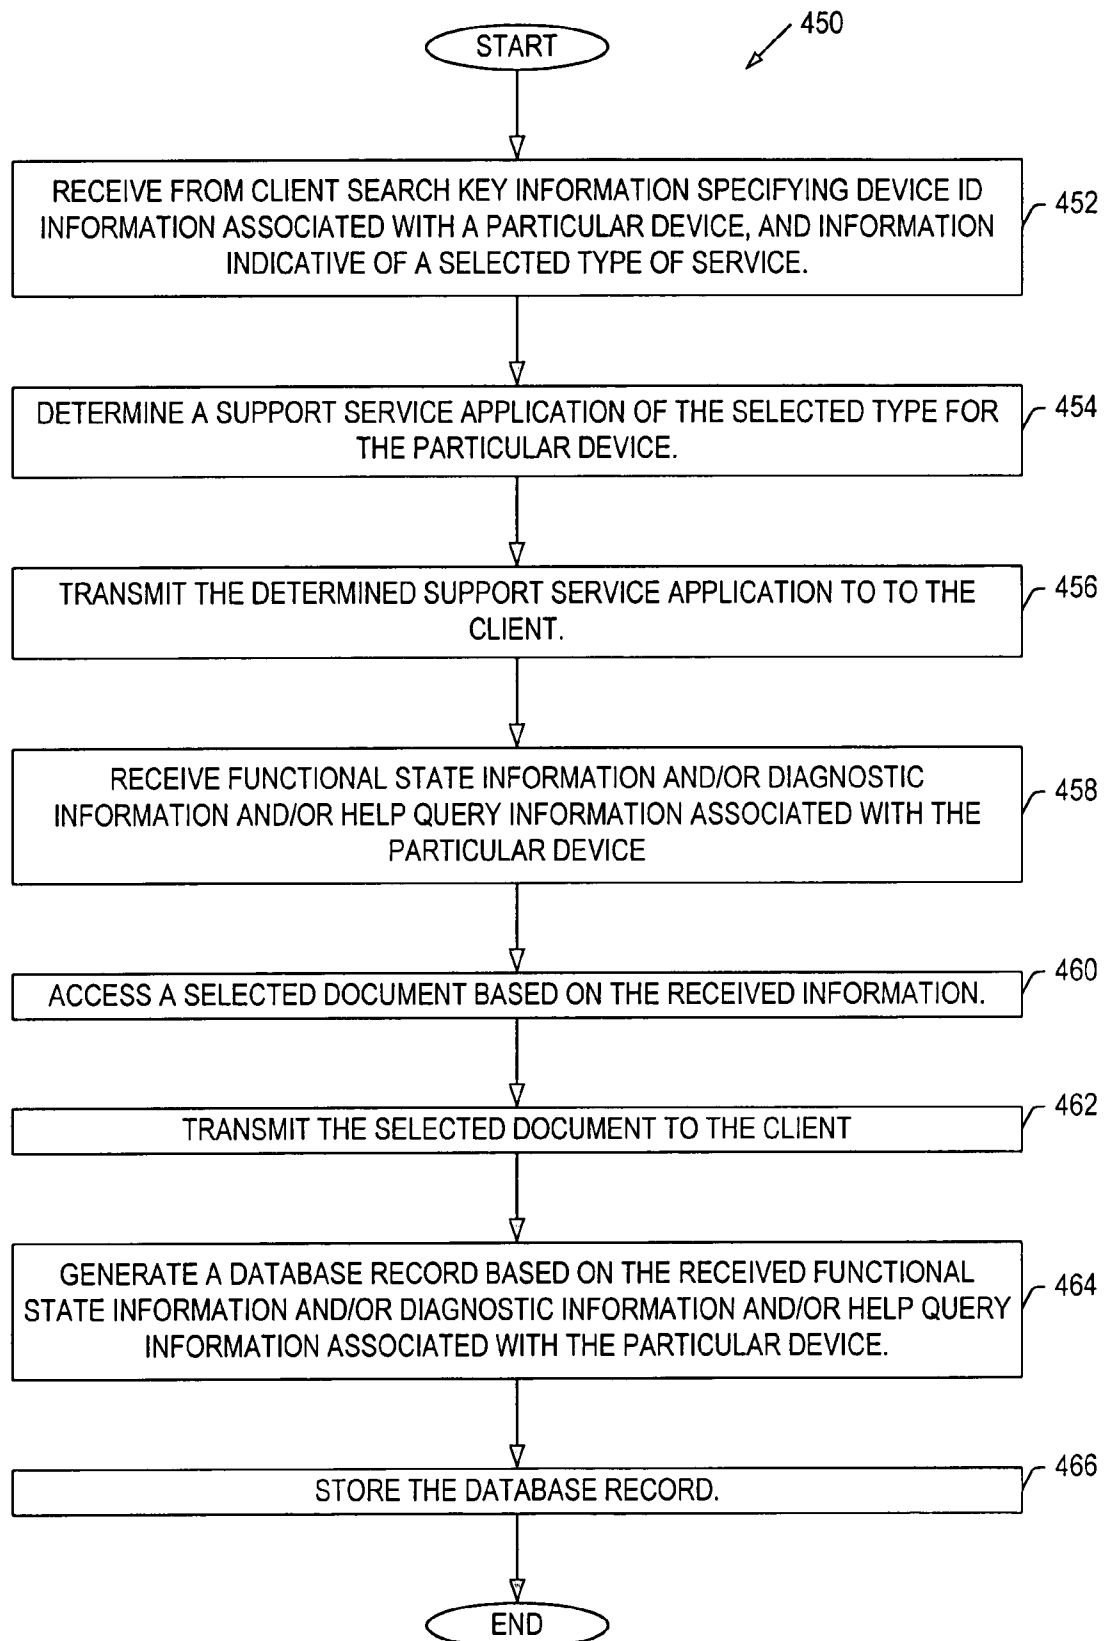 START
450
RECEIVE FROM CLIENT SEARCH KEY INFORMATION SPECIFYING DEVICE ID
INFORMATION ASSOCIATED WITH A PARTICULAR DEVICE, AND INFORMATION
INDICATIVE OF A SELECTED TYPE OF SERVICE.
452
DETERMINE A SUPPORT SERVICE APPLICATION OF THE SELECTED TYPE FOR
THE PARTICULAR DEVICE.
454
TRANSMIT THE DETERMINED SUPPORT SERVICE APPLICATION TO TO THE
CLIENT.
456
RECEIVE FUNCTIONAL STATE INFORMATION AND/OR DIAGNOSTIC
INFORMATION AND/OR HELP QUERY INFORMATION ASSOCIATED WITH THE
PARTICULAR DEVICE
458
ACCESS A SELECTED DOCUMENT BASED ON THE RECEIVED INFORMATION.
460
TRANSMIT THE SELECTED DOCUMENT TO THE CLIENT
462
GENERATE A DATABASE RECORD BASED ON THE RECEIVED FUNCTIONAL
STATE INFORMATION AND/OR DIAGNOSTIC INFORMATION AND/OR HELP QUERY
INFORMATION ASSOCIATED WITH THE PARTICULAR DEVICE.
464
STORE THE DATABASE RECORD.
466
END